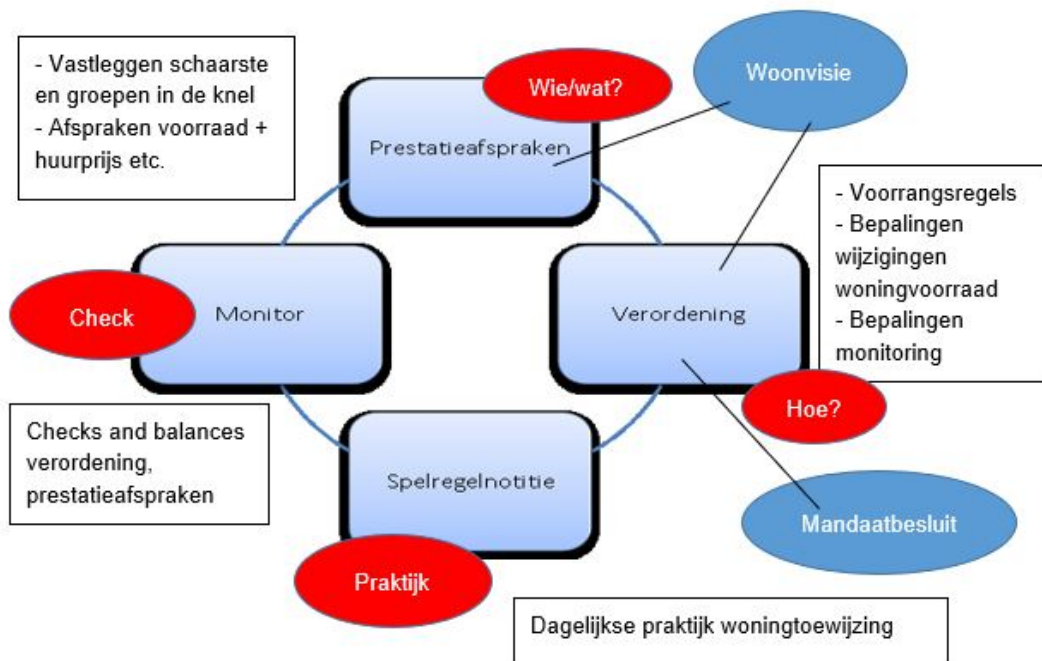 - Vastleggen schaarste
en groepen in de knel
- Afspraken voorraad +
huurprijs etc.
Wie/wat?
Woonvisie
Prestatieafspraken
- Voorrangsregels
- Bepalingen
wijzigingen
woningvoorraad
- Bepalingen
monitoring
Check
Monitor
Verordening
Hoe?
Checks and balances
verordening,
prestatieafspraken
Spelregelnotitie
Mandaatbesluit
Praktijk
Dagelijkse praktijk woningtoewijzing